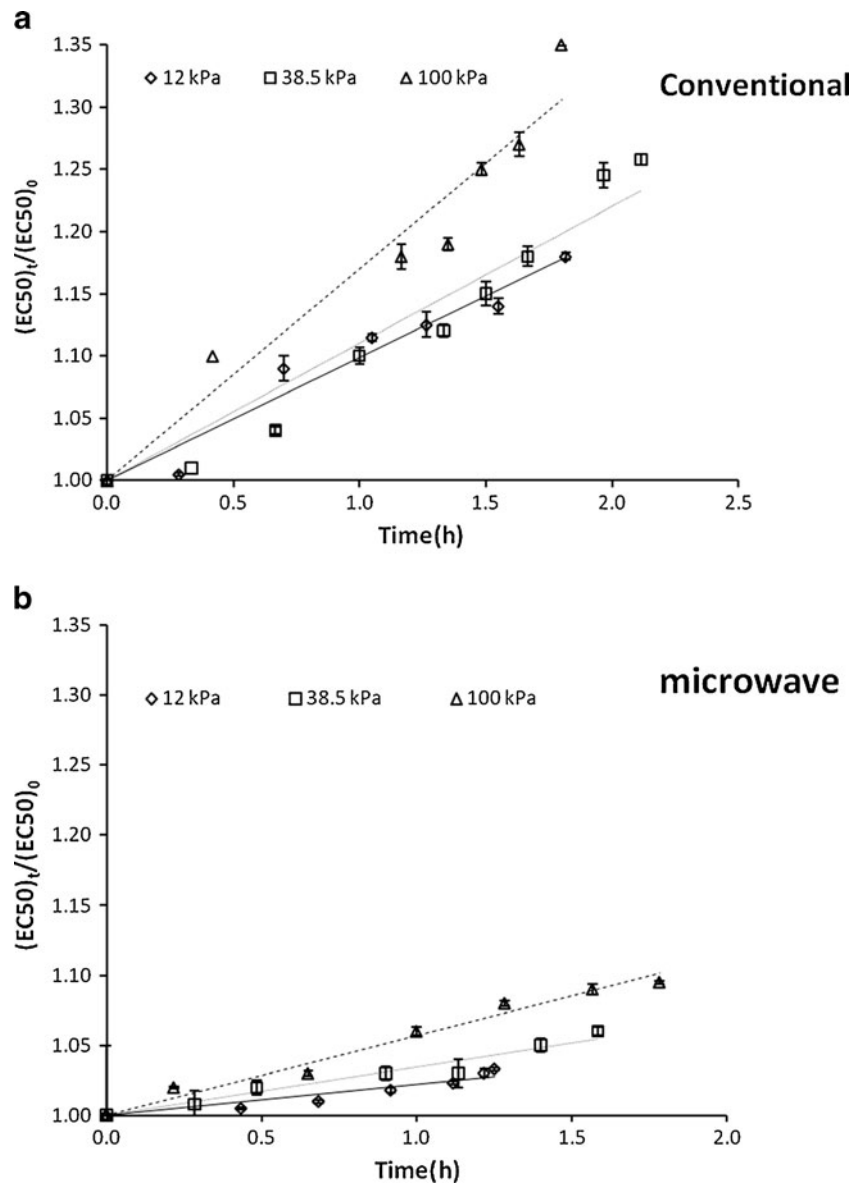 a
1.35
◇ 12 kPa □ 38.5 kPa △ 100 kPa
Conventional
1.30
1.25
1.20
1.15
1.10
1.05
1.00
(EC50)t/(EC50)0
0.0 0.5 1.0 1.5 2.0 2.5
Time(h)
b
1.35
◇ 12 kPa □ 38.5 kPa △ 100 kPa
microwave
1.30
1.25
1.20
1.15
1.10
1.05
1.00
(EC50)t/(EC50)0
0.0 0.5 1.0 1.5 2.0
Time(h)